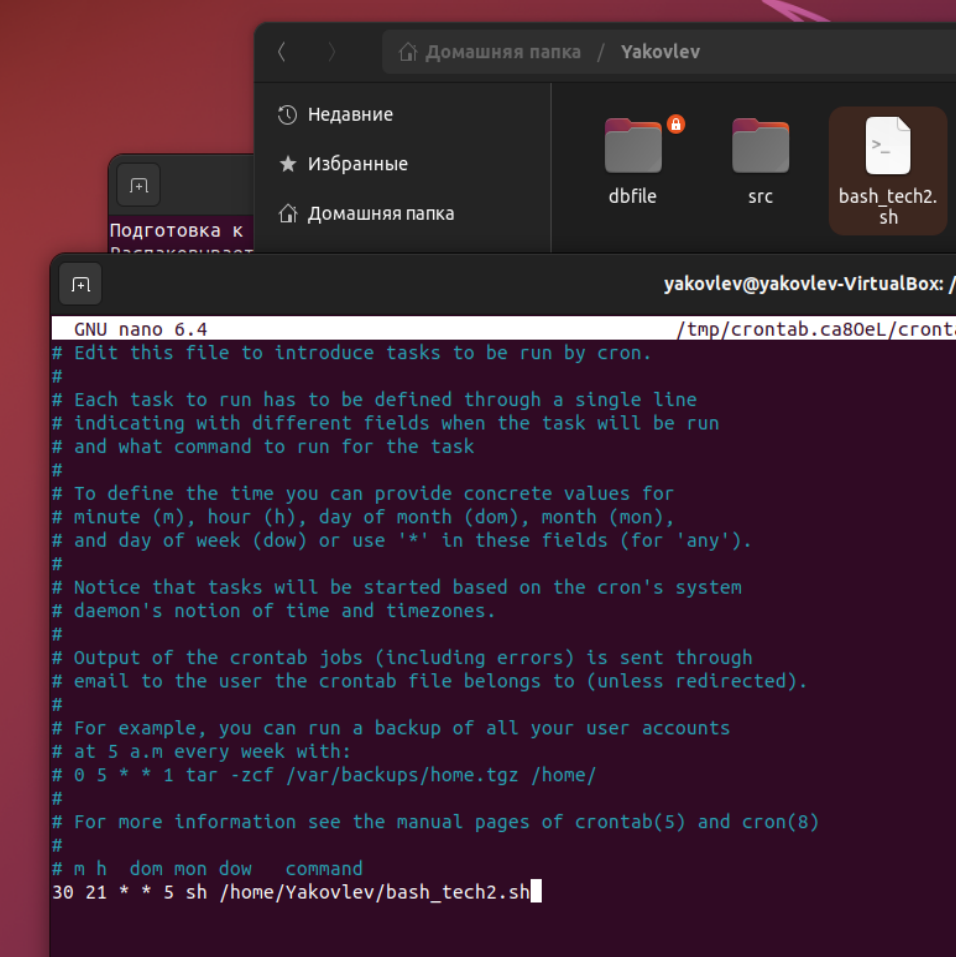 Домашняя папка / Yakovlev
Недавние
Избранные
Домашняя папка
dbfile
src
>_
bash_tech2.
sh
Подготовка к
Распаковывает
yakovlev@yakovlev-VirtualBox: /
GNU nano 6.4 /tmp/crontab.ca8OeL/cronta
# Edit this file to introduce tasks to be run by cron.
#
# Each task to run has to be defined through a single line
# indicating with different fields when the task will be run
# and what command to run for the task
#
# To define the time you can provide concrete values for
# minute (m), hour (h), day of month (dom), month (mon),
# and day of week (dow) or use '*' in these fields (for 'any').
#
# Notice that tasks will be started based on the cron's system
# daemon's notion of time and timezones.
#
# Output of the crontab jobs (including errors) is sent through
# email to the user the crontab file belongs to (unless redirected).
#
# For example, you can run a backup of all your user accounts
# at 5 a.m every week with:
# 0 5 * * 1 tar -zcf /var/backups/home.tgz /home/
#
# For more information see the manual pages of crontab(5) and cron(8)
#
# m h  dom mon dow   command
30 21 * * 5 sh /home/Yakovlev/bash_tech2.sh